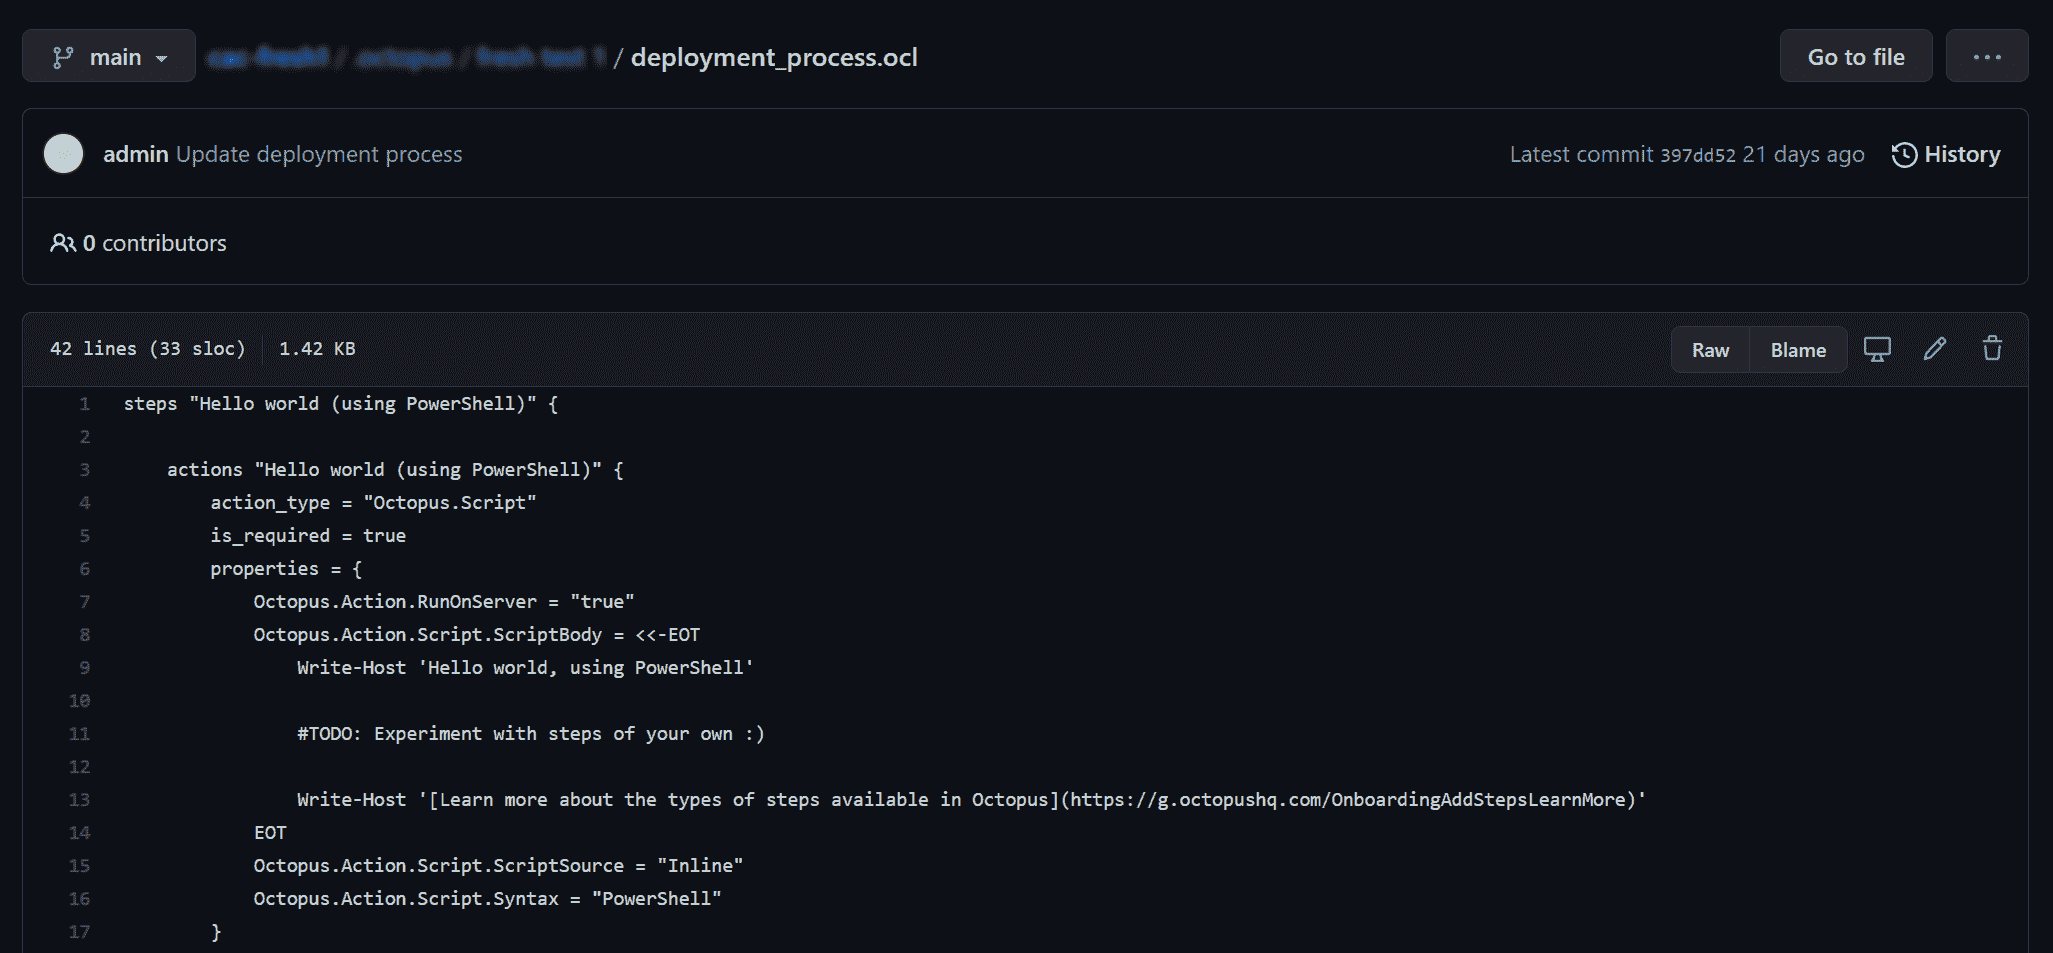 main / deployment_process.ocl Go to file ...
admin Update deployment process Latest commit 397dd52 21 days ago History
0 contributors
42 lines (33 sloc) 1.42 KB Raw Blame
1 steps "Hello world (using PowerShell)" {
2
3 actions "Hello world (using PowerShell)" {
4 action_type = "Octopus.Script"
5 is_required = true
6 properties = {
7 Octopus.Action.RunOnServer = "true"
8 Octopus.Action.Script.ScriptBody = <<-EOT
9 Write-Host 'Hello world, using PowerShell'
10
11 #TODO: Experiment with steps of your own :)
12
13 Write-Host '[Learn more about the types of steps available in Octopus](https://g.octopushq.com/OnboardingAddStepsLearnMore)'
14 EOT
15 Octopus.Action.Script.ScriptSource = "Inline"
16 Octopus.Action.Script.Syntax = "PowerShell"
17 }